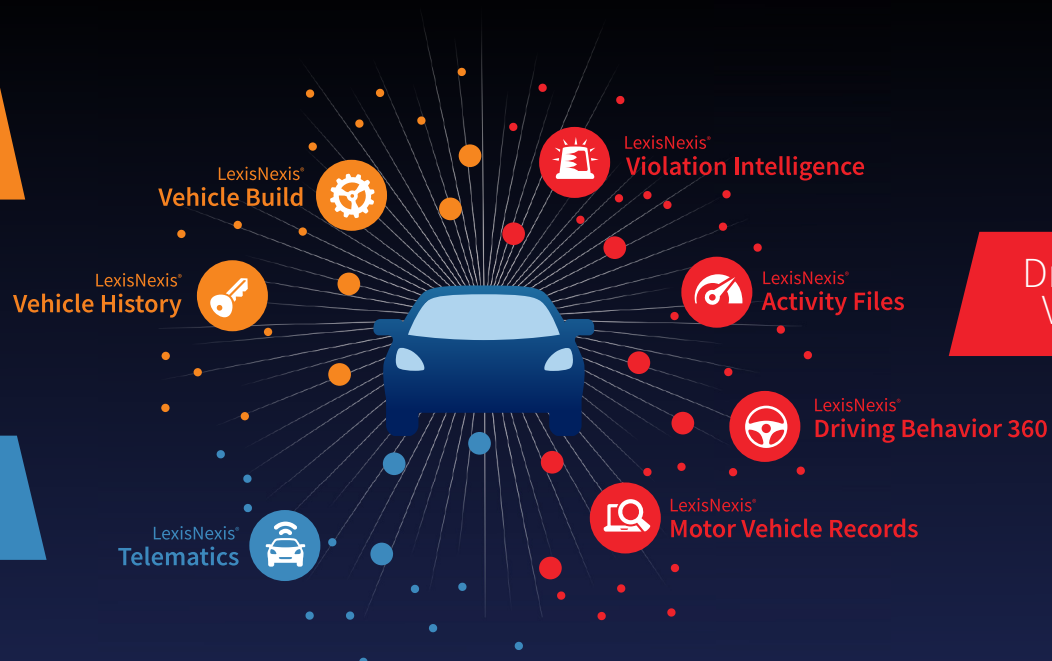 LexisNexis®
Violation Intelligence
LexisNexis®
Vehicle Build
LexisNexis®
Vehicle History
LexisNexis®
Activity Files
LexisNexis®
Driving Behavior 360
LexisNexis®
Motor Vehicle Records
LexisNexis®
Telematics